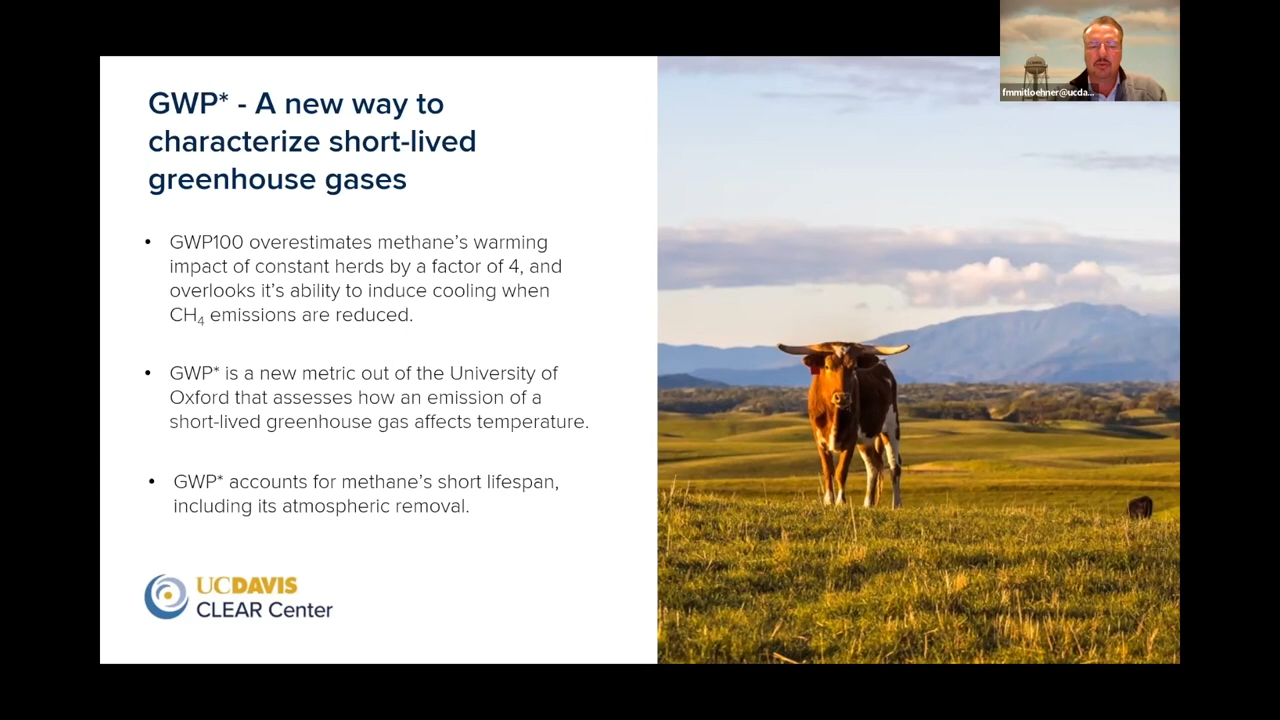 GWP* - A new way to
characterize short-lived
greenhouse gases
• GWP100 overestimates methane’s warming
impact of constant herds by a factor of 4, and
overlooks it’s ability to induce cooling when
CH₄ emissions are reduced.
• GWP* is a new metric out of the University of
Oxford that assesses how an emission of a
short-lived greenhouse gas affects temperature.
• GWP* accounts for methane’s short lifespan,
including its atmospheric removal.
UCDAVIS
CLEAR Center
fmmitloehner@ucda...